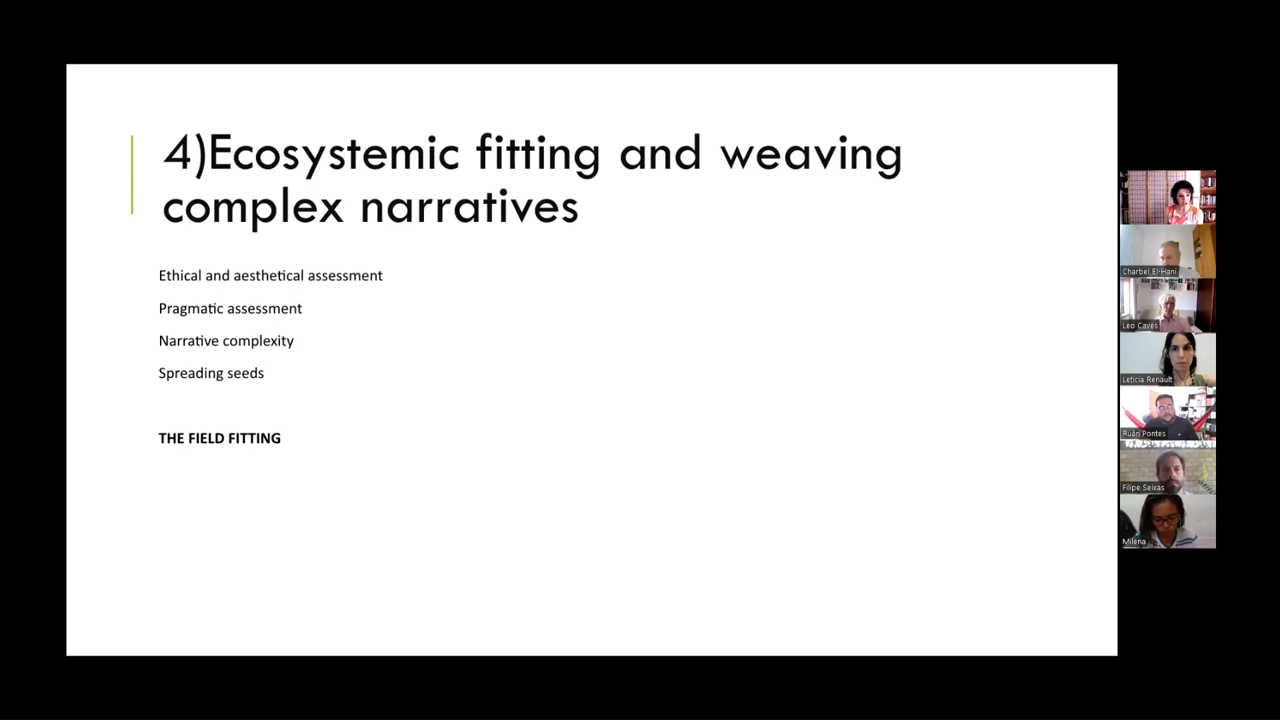 4)Ecosystemic fitting and weaving
complex narratives
Ethical and aesthetical assessment
Pragmatic assessment
Narrative complexity
Spreading seeds
THE FIELD FITTING
Charbel El-Hani
Leo Caves
Leticia Renault
Ruân Pontes
Filipe Seixas
Milena